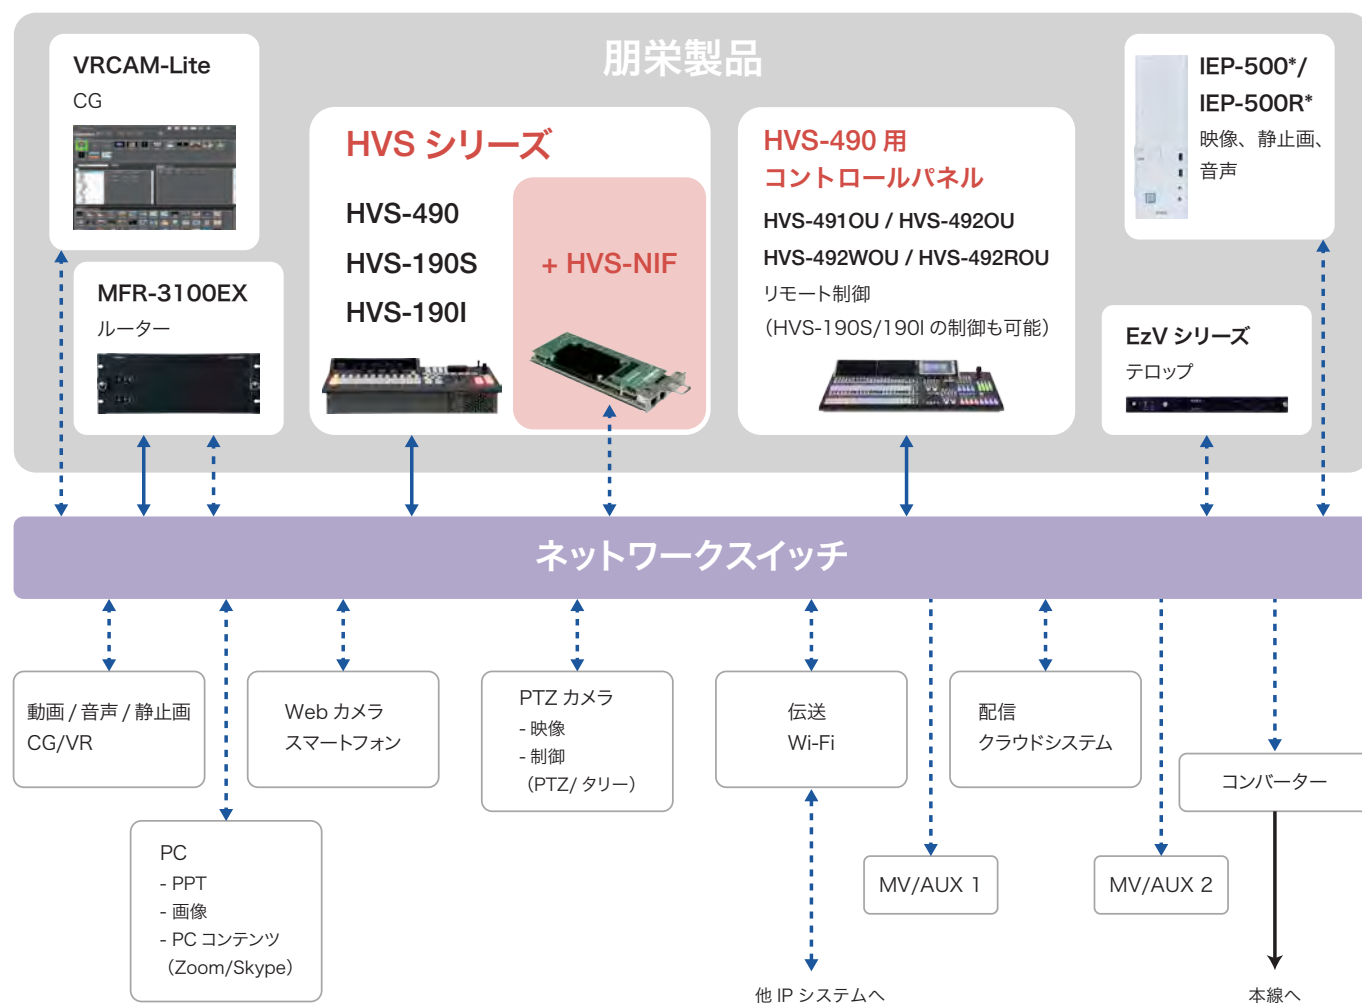 朋栄製品
VRCAM-Lite
CG
MFR-3100EX
ルーター
HVS シリーズ
HVS-490
HVS-190S
HVS-190I
+ HVS-NIF
HVS-490 用
コントロールパネル
HVS-491OU / HVS-492OU
HVS-492WOU / HVS-492ROU
リモート制御
（HVS-190S/190I の制御も可能）
IEP-500*/
IEP-500R*
映像、静止画、
音声
EzV シリーズ
テロップ
ネットワークスイッチ
動画 / 音声 / 静止画
CG/VR
PC
- PPT
- 画像
- PC コンテンツ
（Zoom/Skype）
Web カメラ
スマートフォン
PTZ カメラ
- 映像
- 制御
（PTZ/ タリー）
伝送
Wi-Fi
他 IP システムへ
MV/AUX 1
配信
クラウドシステム
MV/AUX 2
コンバーター
本線へ